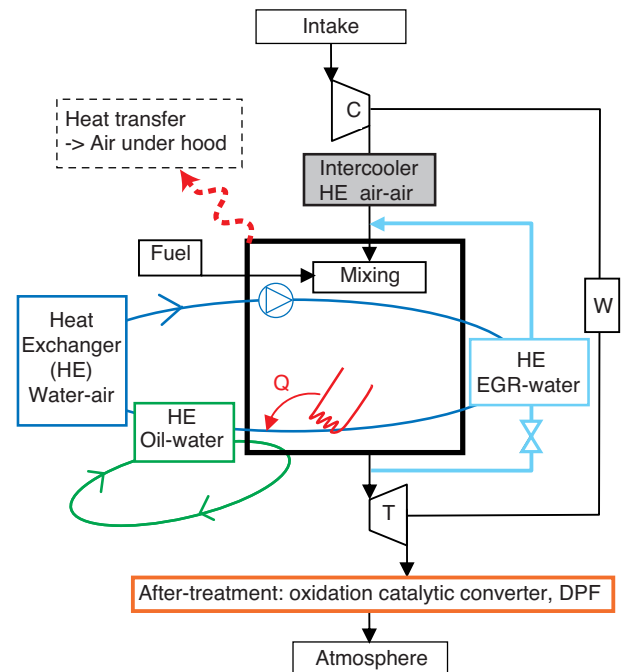 Intake
C
Heat transfer
-> Air under hood
Intercooler
HE air-air
Fuel
Mixing
W
Heat
Exchanger
(HE)
Water-air
HE
EGR-water
Q
HE
Oil-water
T
After-treatment: oxidation catalytic converter, DPF
Atmosphere